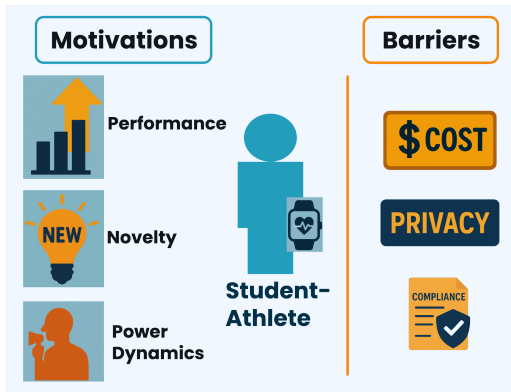 Motivations
Barriers
Performance
NEW
Novelty
Power
Dynamics
Student-
Athlete
$ COST
PRIVACY
COMPLIANCE